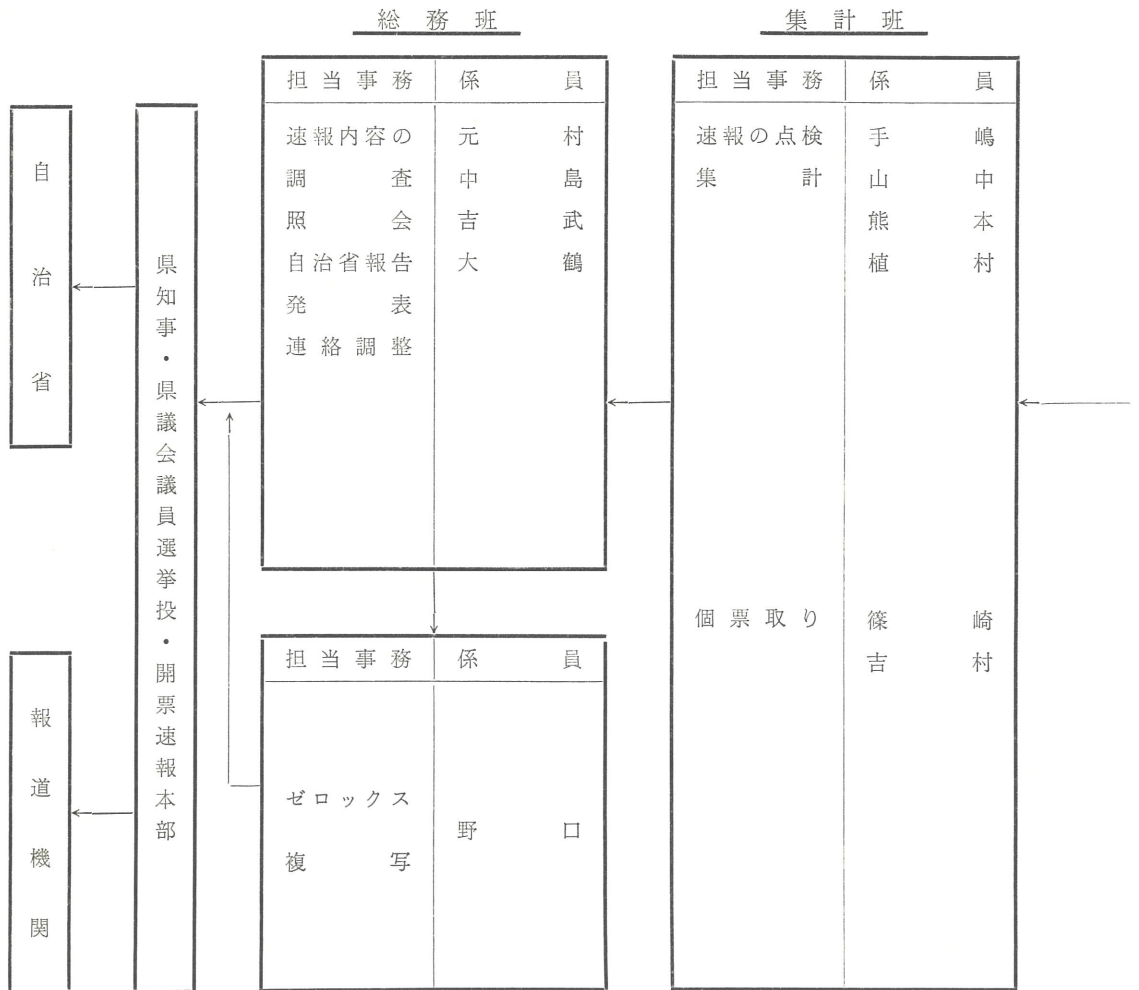 総務班
集計班
担当事務 係員
速報内容の 元村
調査 中島
照会 吉武
自治省報告 大鶴
発表
連絡調整
担当事務 係員
速報の点検 手嶋
集計 山中
熊本
植村
個票取り 篠崎
吉村
担当事務 係員
ゼロックス
野口
複写
県知事・県議会議員選挙投・開票速報本部
自治省
報道機関